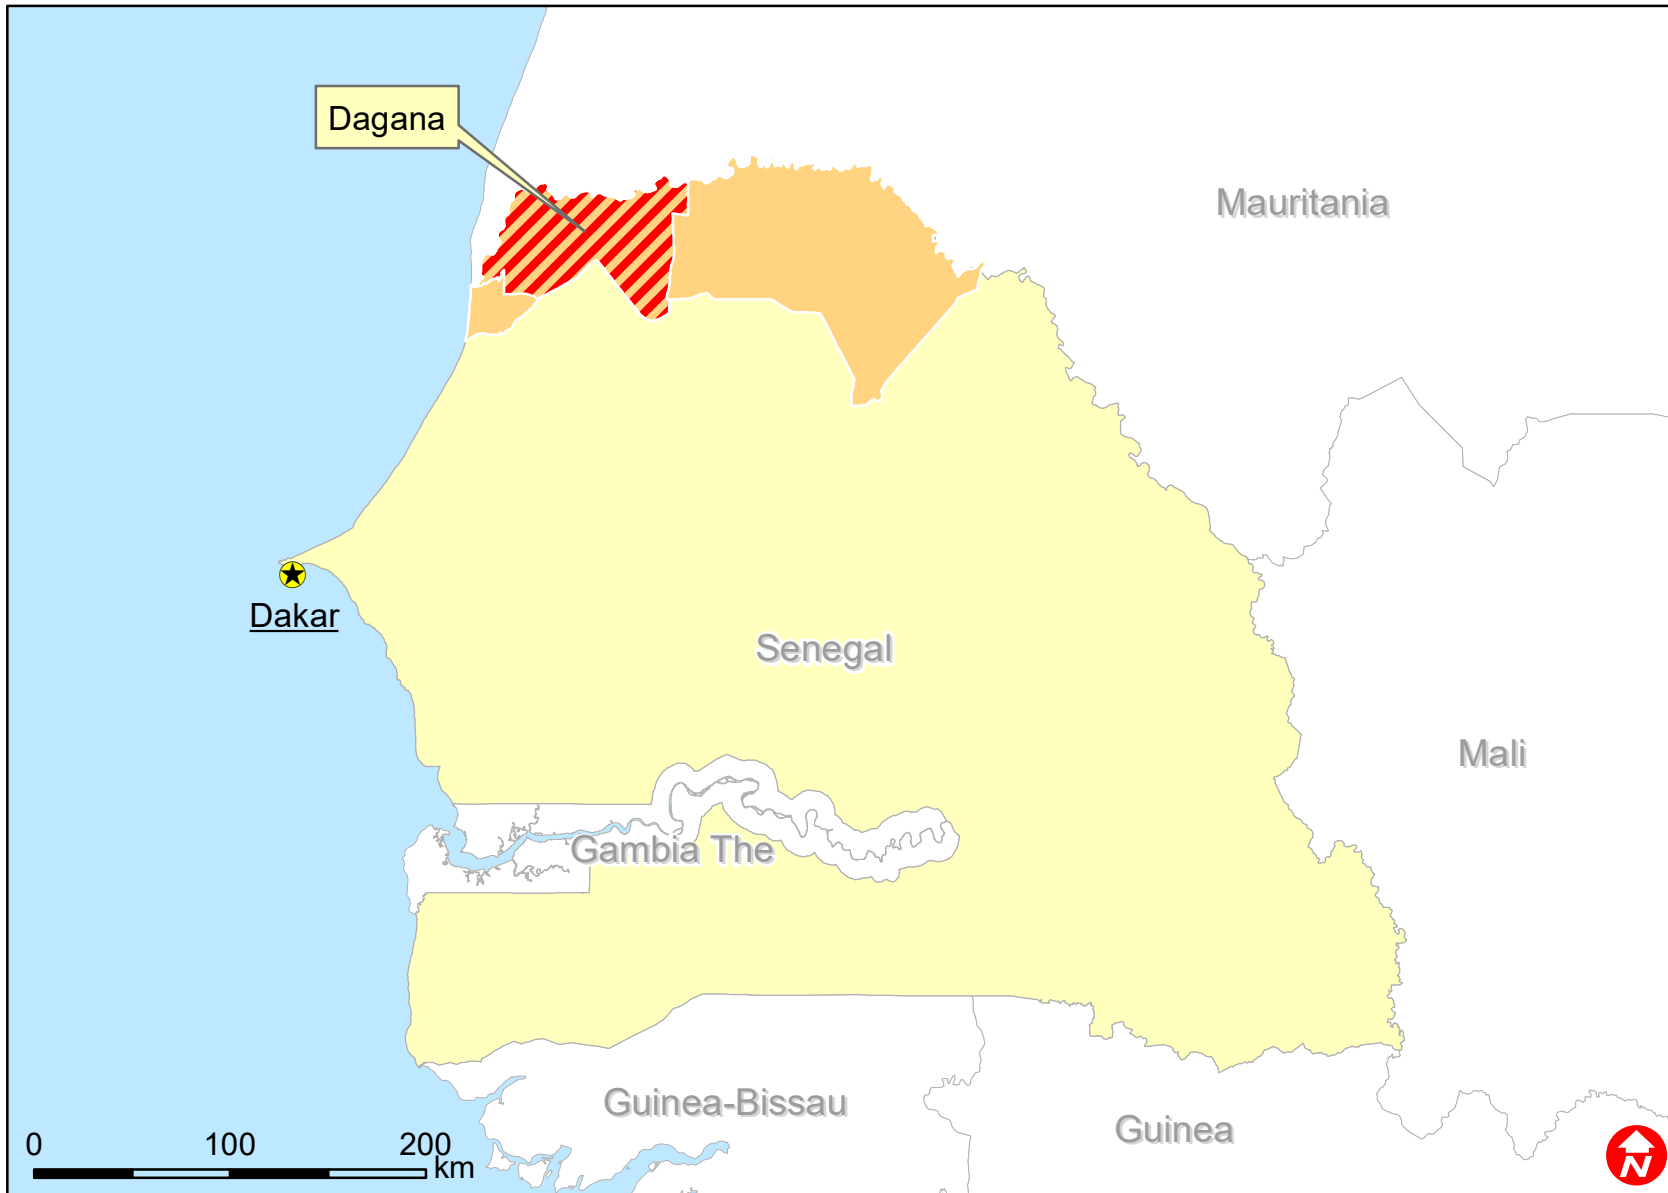 Dagana
Mauritania
Dakar
Senegal
Mali
Gambia The
Guinea-Bissau
Guinea
0 100 200
km
N